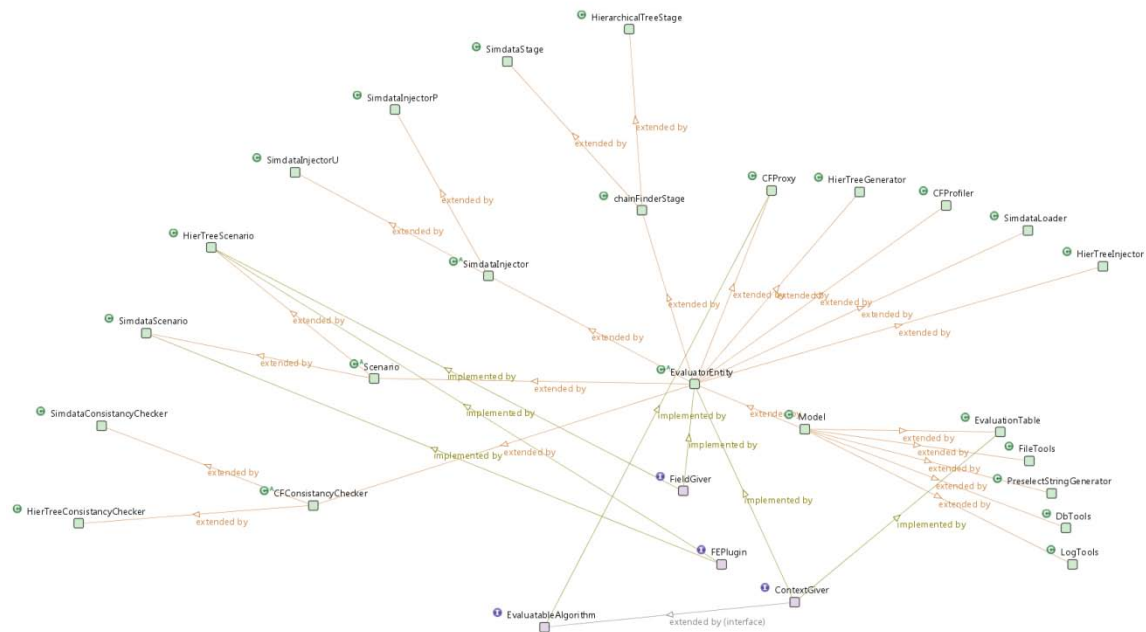 HierarchicalTreeStage
SimdataStage
SimdataInjectorP
extended by
extended by
SimdataInjectorU
CFProxy
HierTreeGenerator
CFProfiler
extended by
chainFinderStage
SimdataLoader
extended by
HierTreeScenario
SimdataInjector
HierTreeInjector
extended by
extended by
extended by
extended by
extended by
SimdataScenario
extended by
extended by
extended by
extended by
Scenario
EvaluatorEntity
extended by
implemented by
extended by
SimdataConsistancyChecker
implemented by
extended by
Model
EvaluationTable
implemented by
extended by
FileTools
implemented by
extended by
implemented by
extended by
extended by
CFConsistancyChecker
FieldGiver
PreselectStringGenerator
extended by
HierTreeConsistancyChecker
extended by
implemented by
extended by
DbTools
implemented by
FEPlugin
LogTools
EvaluatableAlgorithm
ContextGiver
extended by (interface)